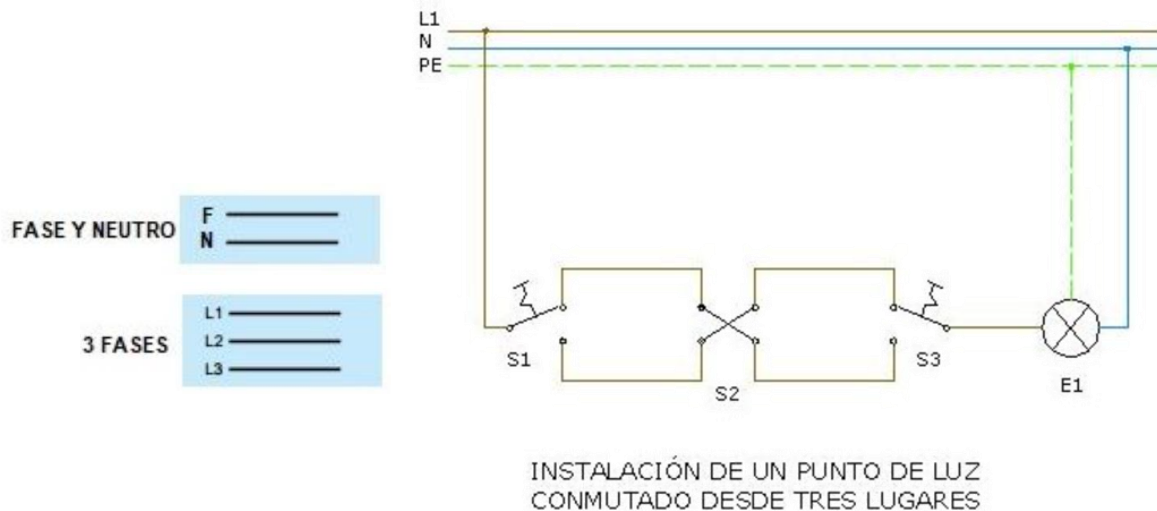 L1
N
PE
FASE Y NEUTRO
F
N
3 FASES
L1
L2
L3
S1
S2
S3
E1
INSTALACIÓN DE UN PUNTO DE LUZ
CONMUTADO DESDE TRES LUGARES